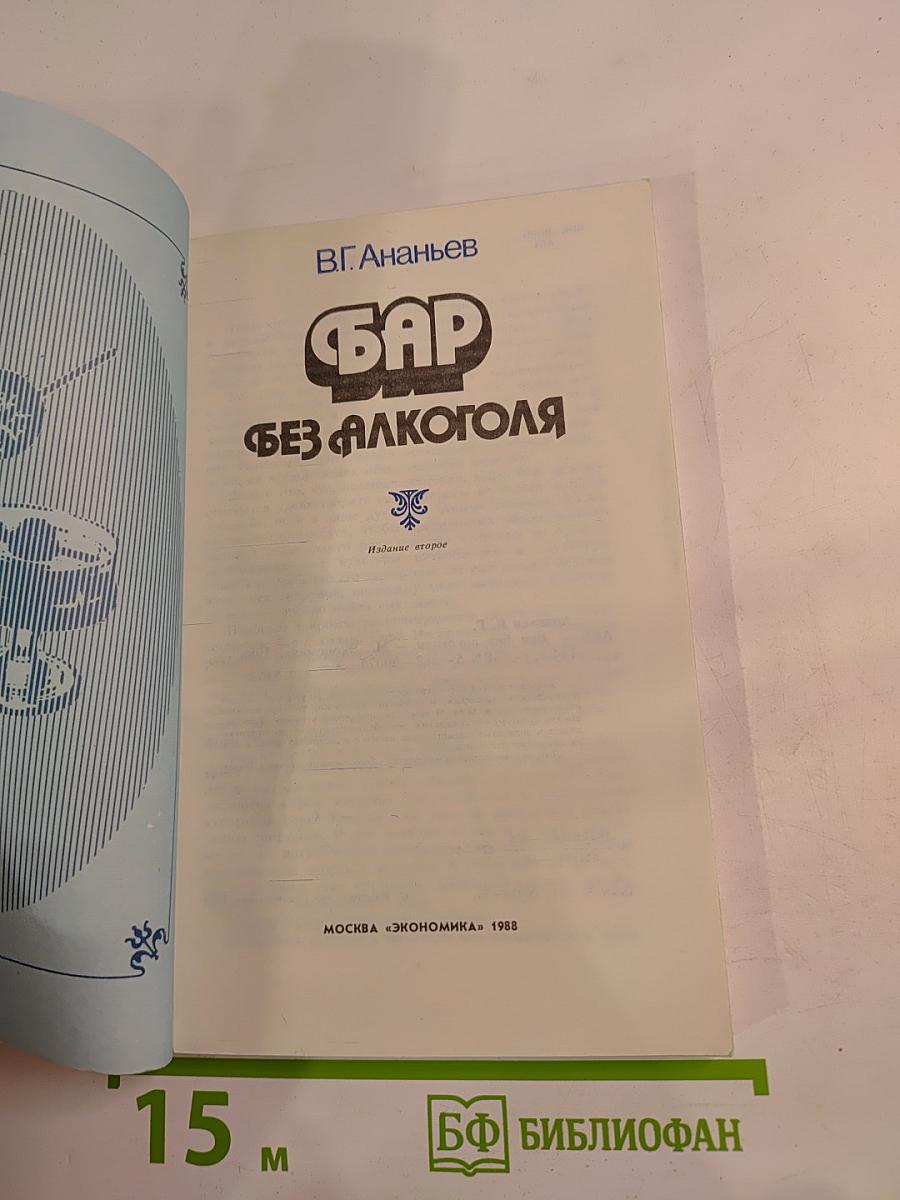 В.Г. Ананьев
БАР
БЕЗ АЛКОГОЛЯ
Издание второе
МОСКВА «ЭКОНОМИКА» 1988
15 м
БФ БИБЛИОФАН